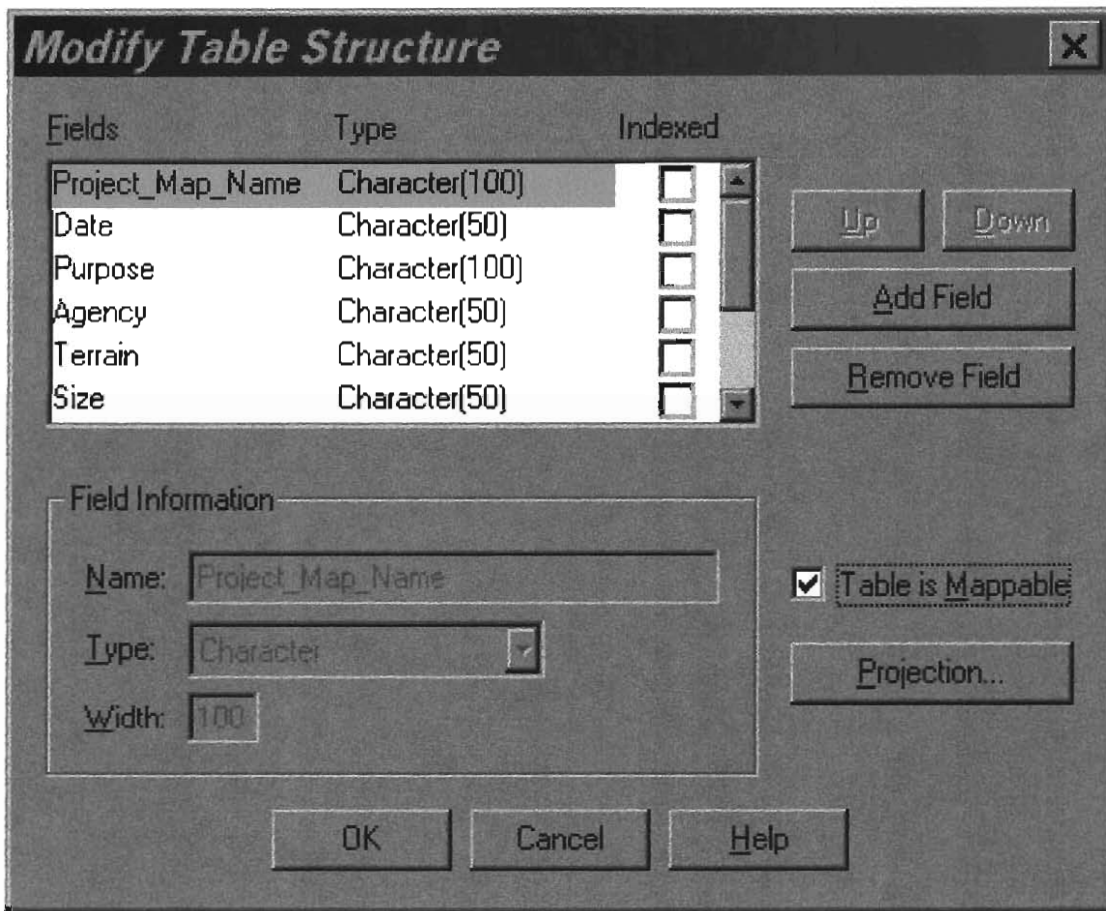 Modify Table Structure
Fields Type Indexed
Project_Map_Name Character(100)
Date Character(50)
Purpose Character(100)
Agency Character(50)
Terrain Character(50)
Size Character(50)
Up Down
Add Field
Remove Field
Field Information
Name: Project_Map_Name
Type: Character
Width: 100
Table is Mappable
Projection...
OK Cancel Help